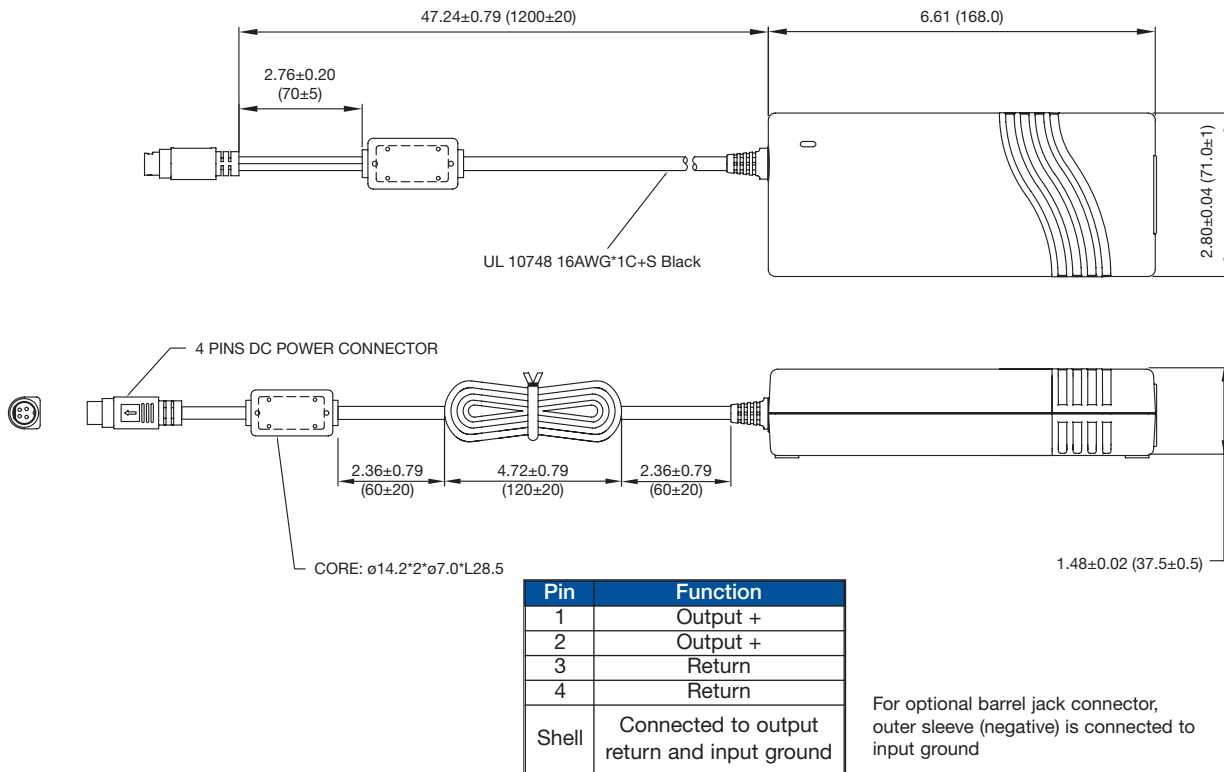 47.24±0.79 (1200±20)
6.61 (168.0)
2.76±0.20
(70±5)
2.80±0.04 (71.0±1)
UL 10748 16AWG*1C+S Black
4 PINS DC POWER CONNECTOR
2.36±0.79
(60±20)
4.72±0.79
(120±20)
2.36±0.79
(60±20)
CORE: ø14.2*2*ø7.0*L28.5
1.48±0.02 (37.5±0.5)
Pin Function
1 Output +
2 Output +
3 Return
4 Return
Shell Connected to output
return and input ground
For optional barrel jack connector,
outer sleeve (negative) is connected to
input ground